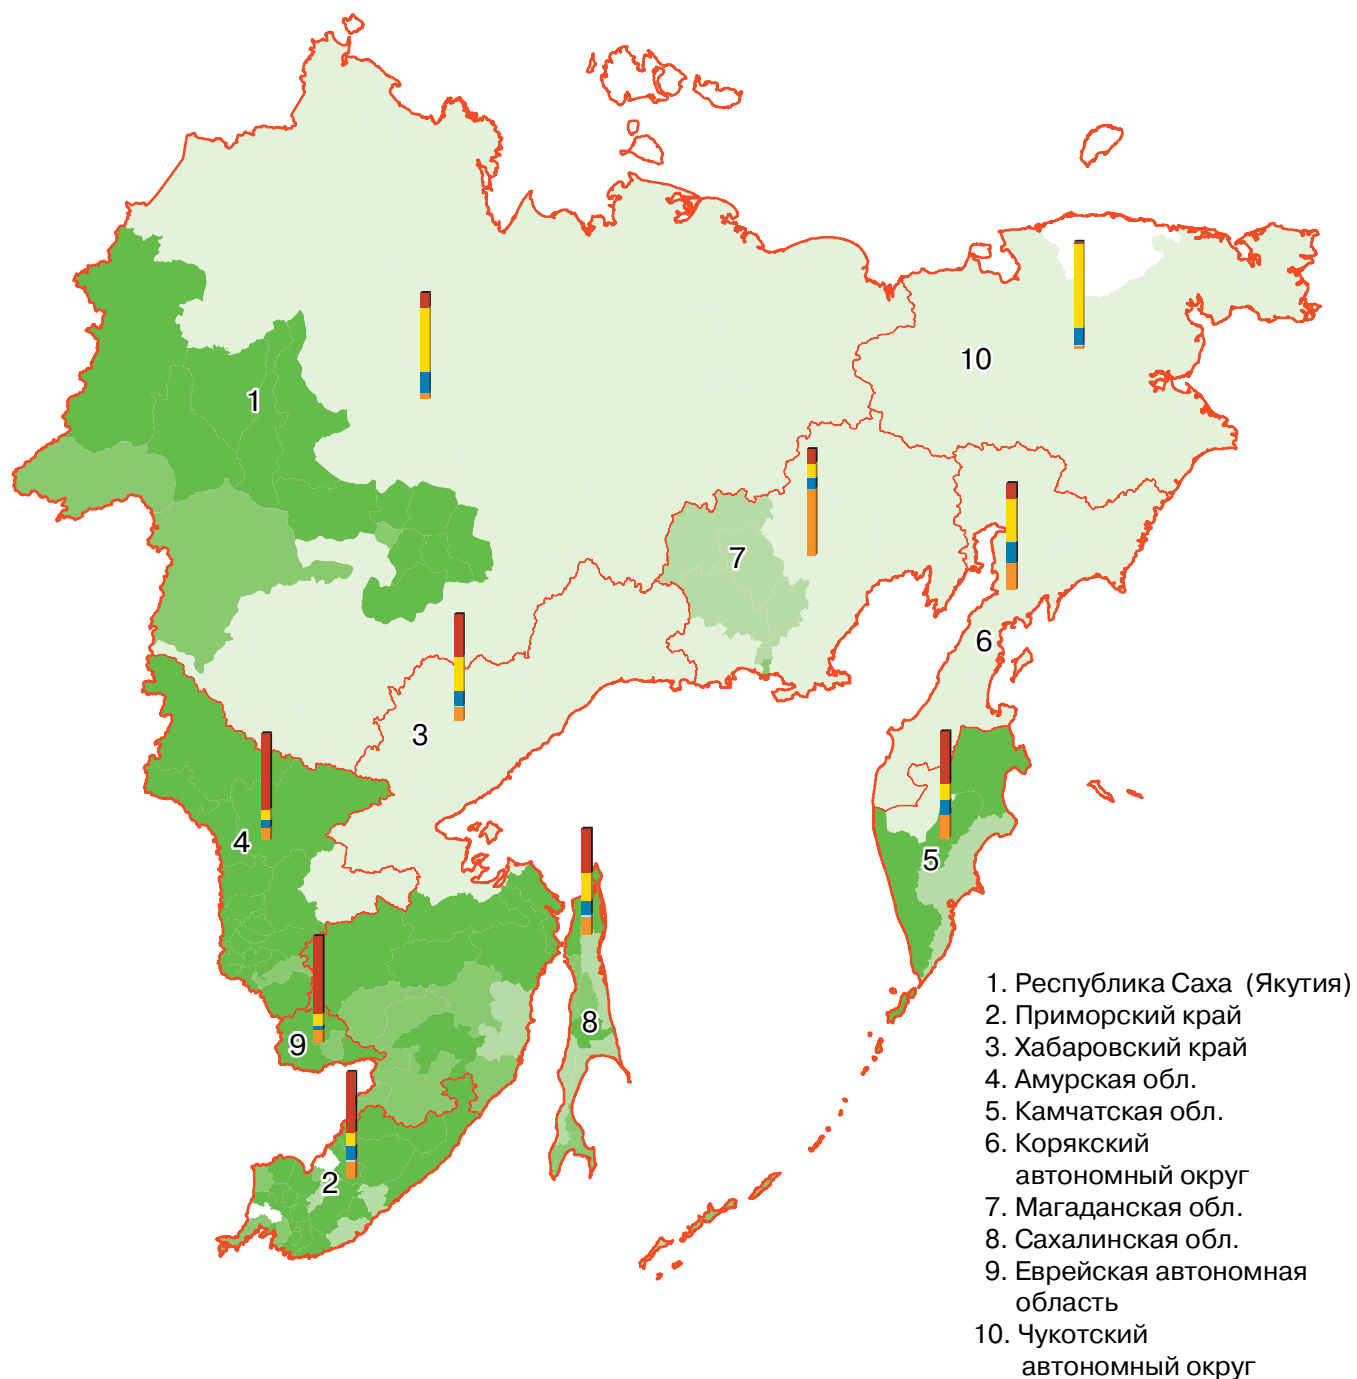 10
1
7
6
3
4
5
8
9
2
1. Республика Саха (Якутия)
2. Приморский край
3. Хабаровский край
4. Амурская обл.
5. Камчатская обл.
6. Корякский
автономный округ
7. Магаданская обл.
8. Сахалинская обл.
9. Еврейская автономная
область
10. Чукотский
автономный округ